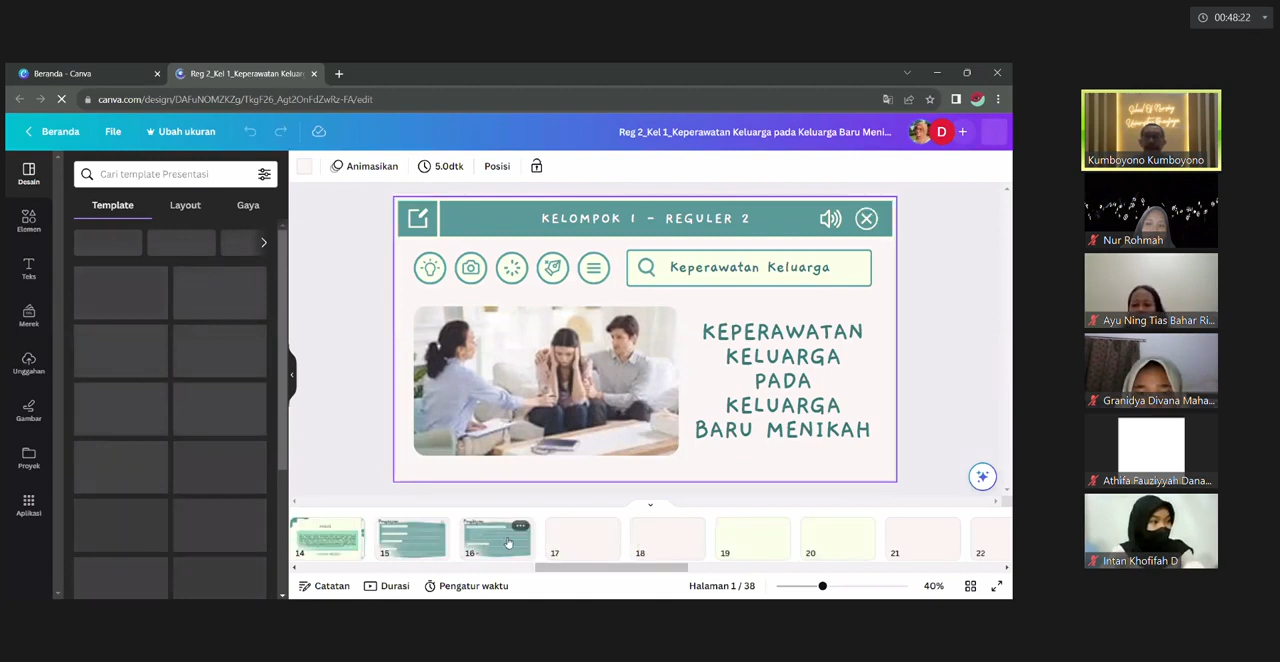 00:48:22
Beranda - Canva
Reg 2_Kel 1_Keperawatan Keluar
canva.com/design/DAFuNOMZKZg/TkgF26_Agt2OnFdZwRz-FA/edit
Beranda
File
Ubah ukuran
Reg 2_Kel 1_Keperawatan Keluarga pada Keluarga Baru Meni...
D
Desain
Elemen
Teks
Merek
Unggahan
Gambar
Proyek
Aplikasi
Cari template Presentasi
Template
Layout
Gaya
Animasikan
5.0dtk
Posisi
KELOMPOK 1 - REGULER 2
Keperawatan Keluarga
KEPERAWATAN
KELUARGA
PADA
KELUARGA
BARU MENIKAH
14
15
16
17
18
19
20
21
22
Catatan
Durasi
Pengatur waktu
Halaman 1 / 38
40%
School Of Nursing
Kumboyono Kumboyono
Nur Rohmah
Ayu Ning Tias Bahar Ri...
Granidya Divana Maha...
Athifa Fauziyyah Dana...
Intan Khofifah D